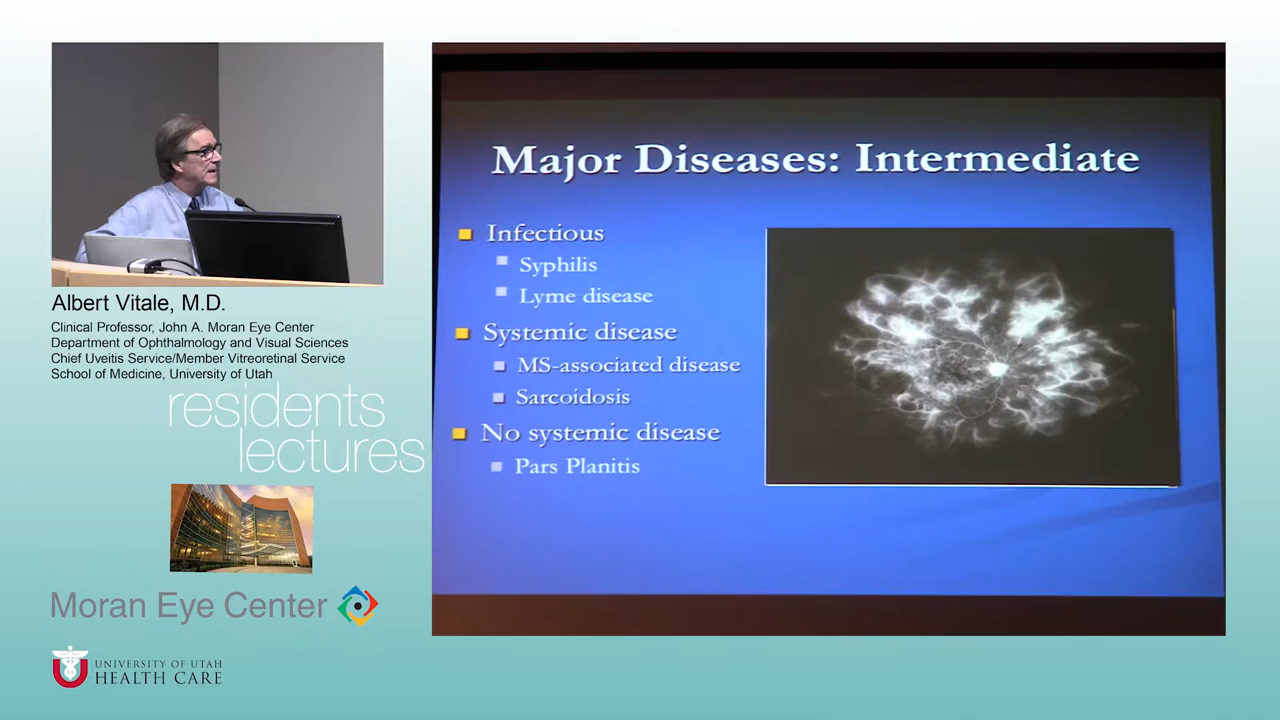 Albert Vitale, M.D.
Clinical Professor, John A. Moran Eye Center
Department of Ophthalmology and Visual Sciences
Chief Uveitis Service/Member Vitreoretinal Service
School of Medicine, University of Utah
residents
lectures
Moran Eye Center
UNIVERSITY OF UTAH
HEALTH CARE
Major Diseases: Intermediate
Infectious
Syphilis
Lyme disease
Systemic disease
MS-associated disease
Sarcoidosis
No systemic disease
Pars Planitis